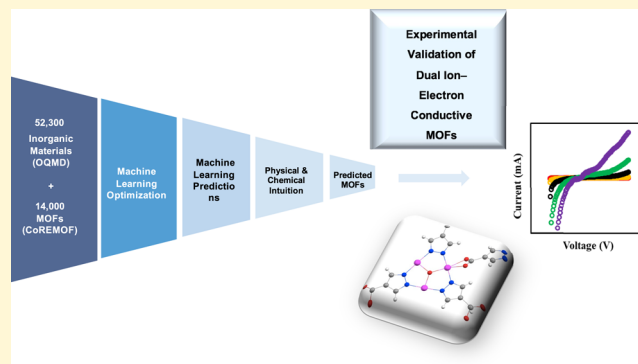 52,300
Inorganic
Materials
(OQMD)
+
14,000
MOFs
(CoREMOF)
Machine
Learning
Optimization
Machine
Learning
Predictio
ns
Physical &
Chemical
Intuition
Predicted
MOFs
Experimental
Validation of
Dual Ion–
Electron
Conductive
MOFs
Current (mA)
Voltage (V)